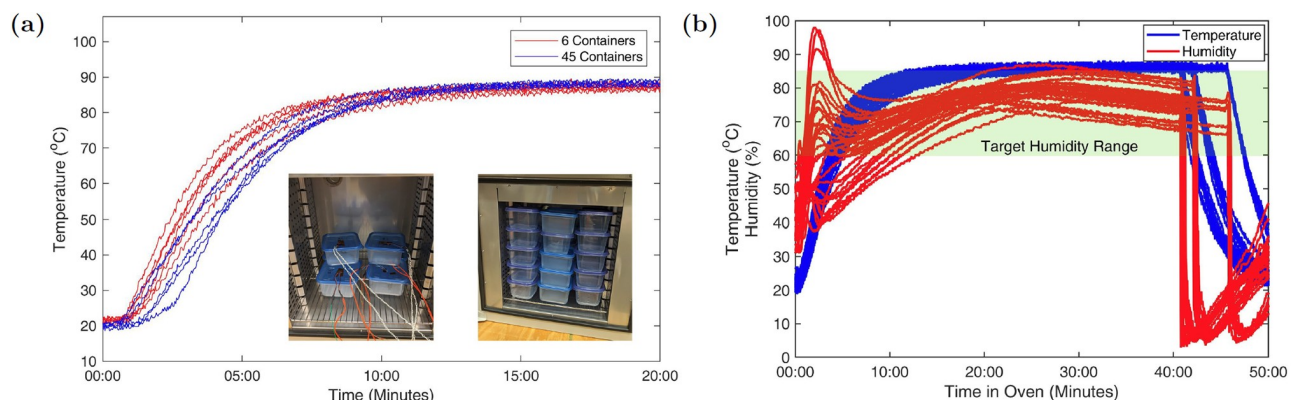 (a)
100
90
80
70
60
50
40
30
20
10
Temperature (°C)
6 Containers
45 Containers
00:00
05:00
10:00
15:00
20:00
Time (Minutes)
(b)
100
90
80
70
60
50
40
30
20
10
0
Temperature (°C)
Humidity (%)
Temperature
Humidity
Target Humidity Range
00:00
10:00
20:00
30:00
40:00
50:00
Time in Oven (Minutes)